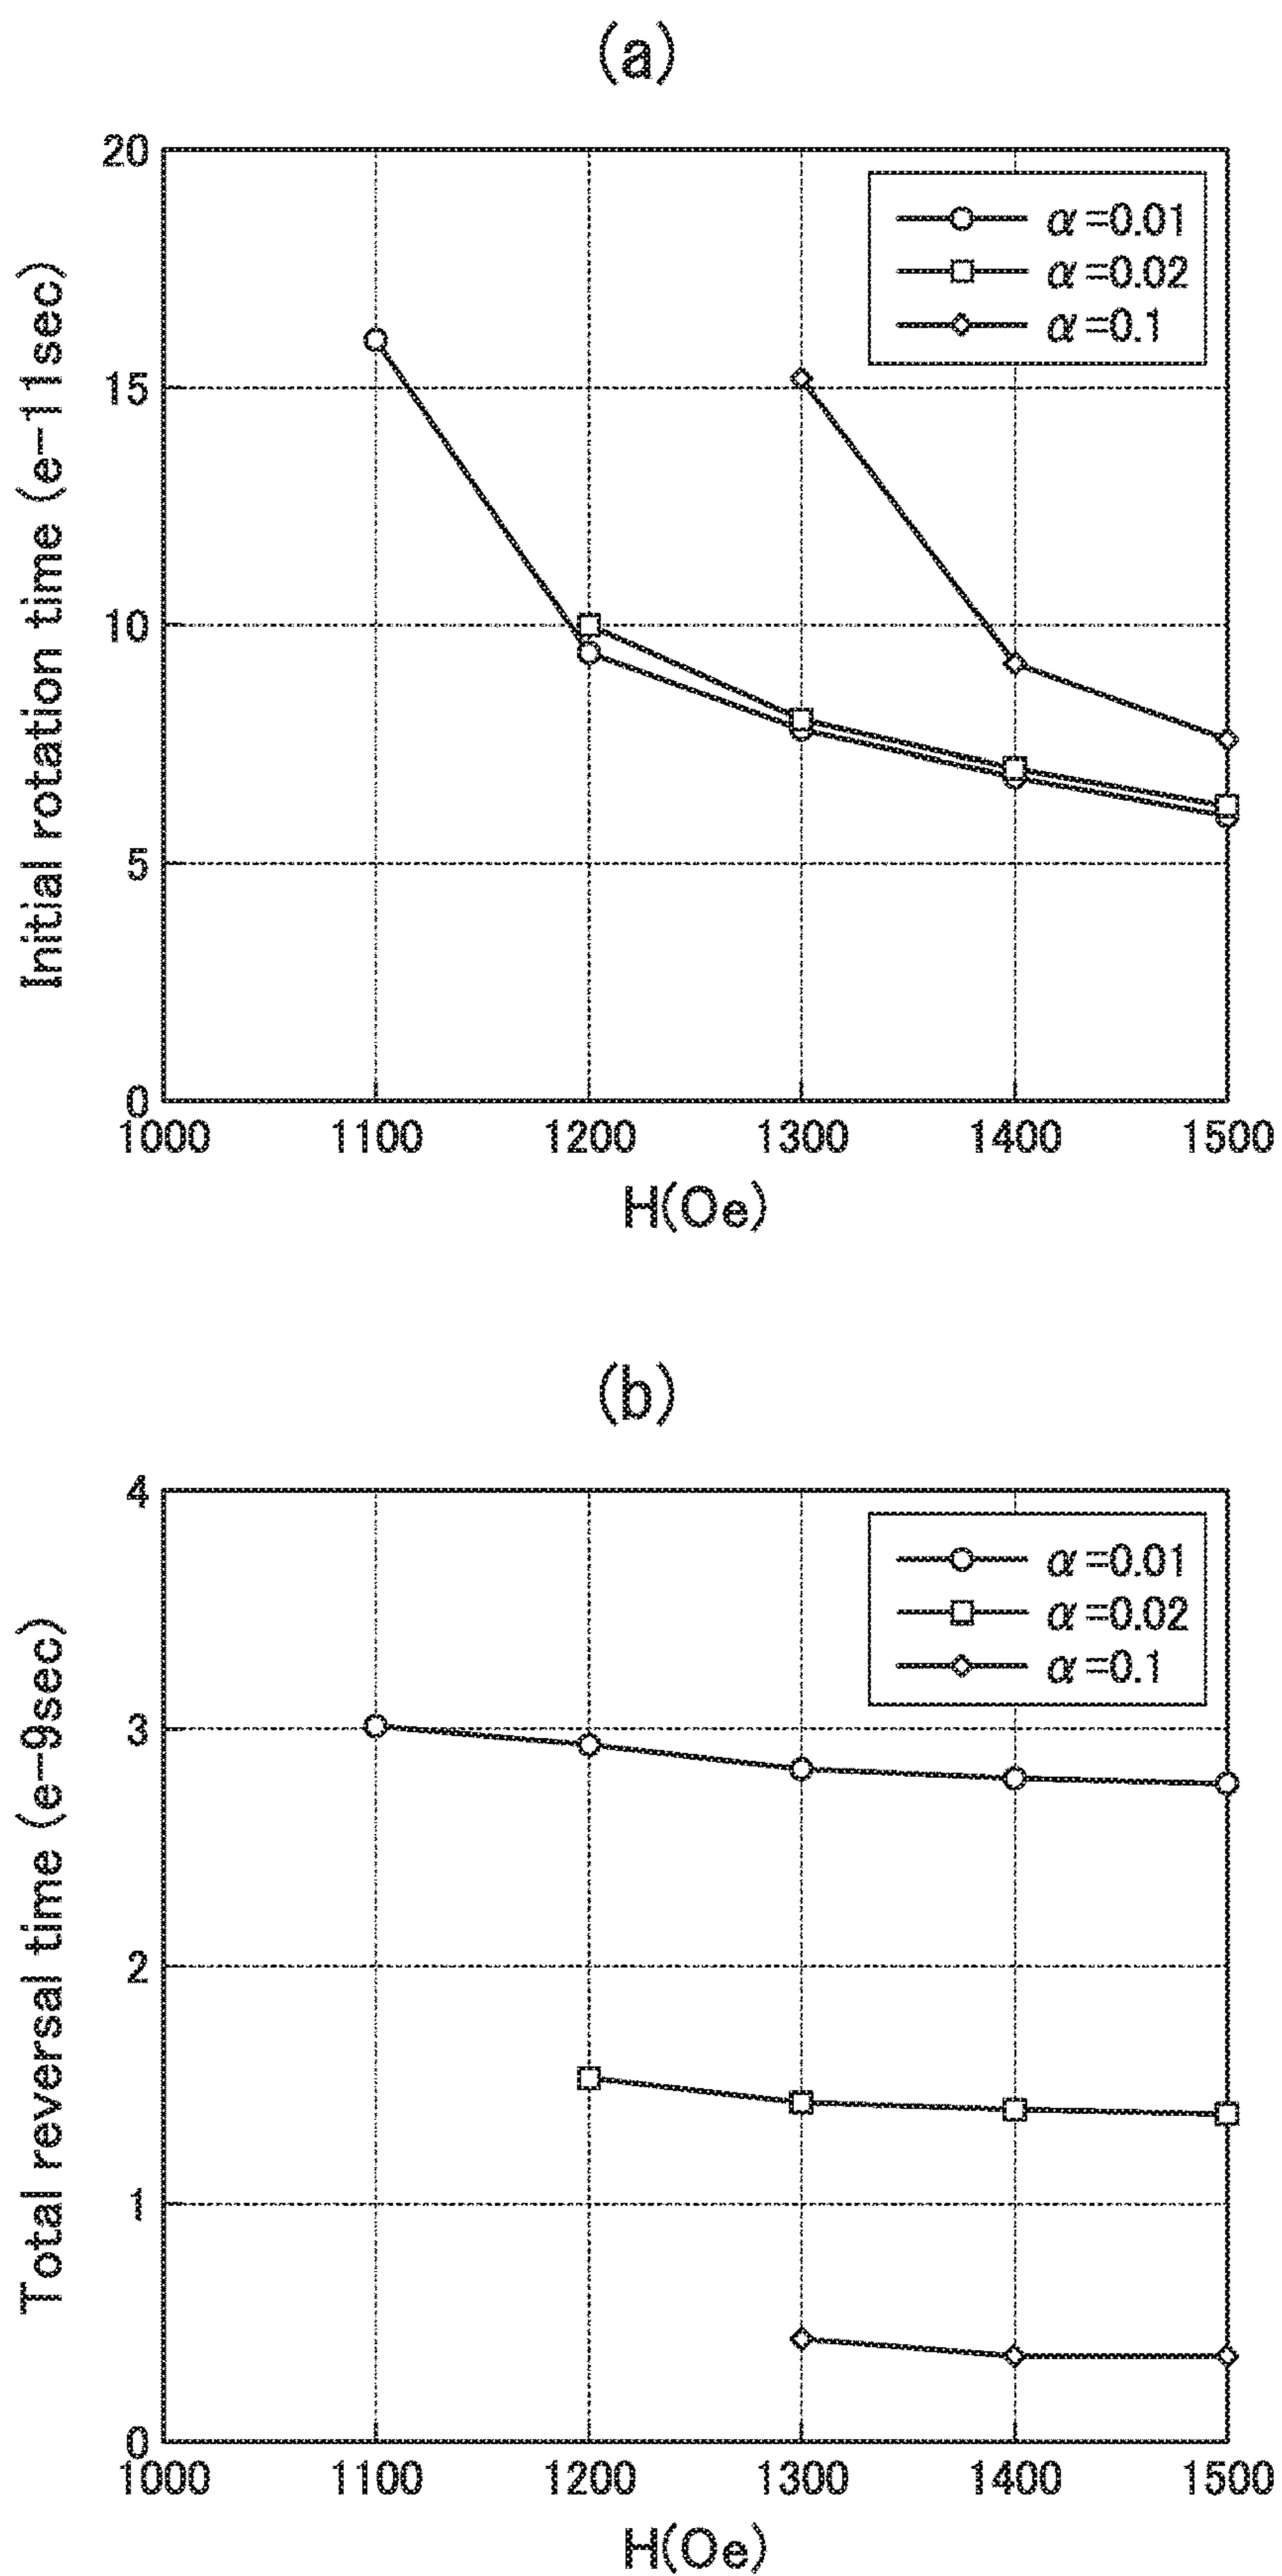 (a)
20
15
10
5
0
Initial rotation time (e-11sec)
α=0.01
α=0.02
α=0.1
1000 1100 1200 1300 1400 1500
H(Oe)
(b)
4
3
2
1
0
Total reversal time (e-9sec)
α=0.01
α=0.02
α=0.1
1000 1100 1200 1300 1400 1500
H(Oe)